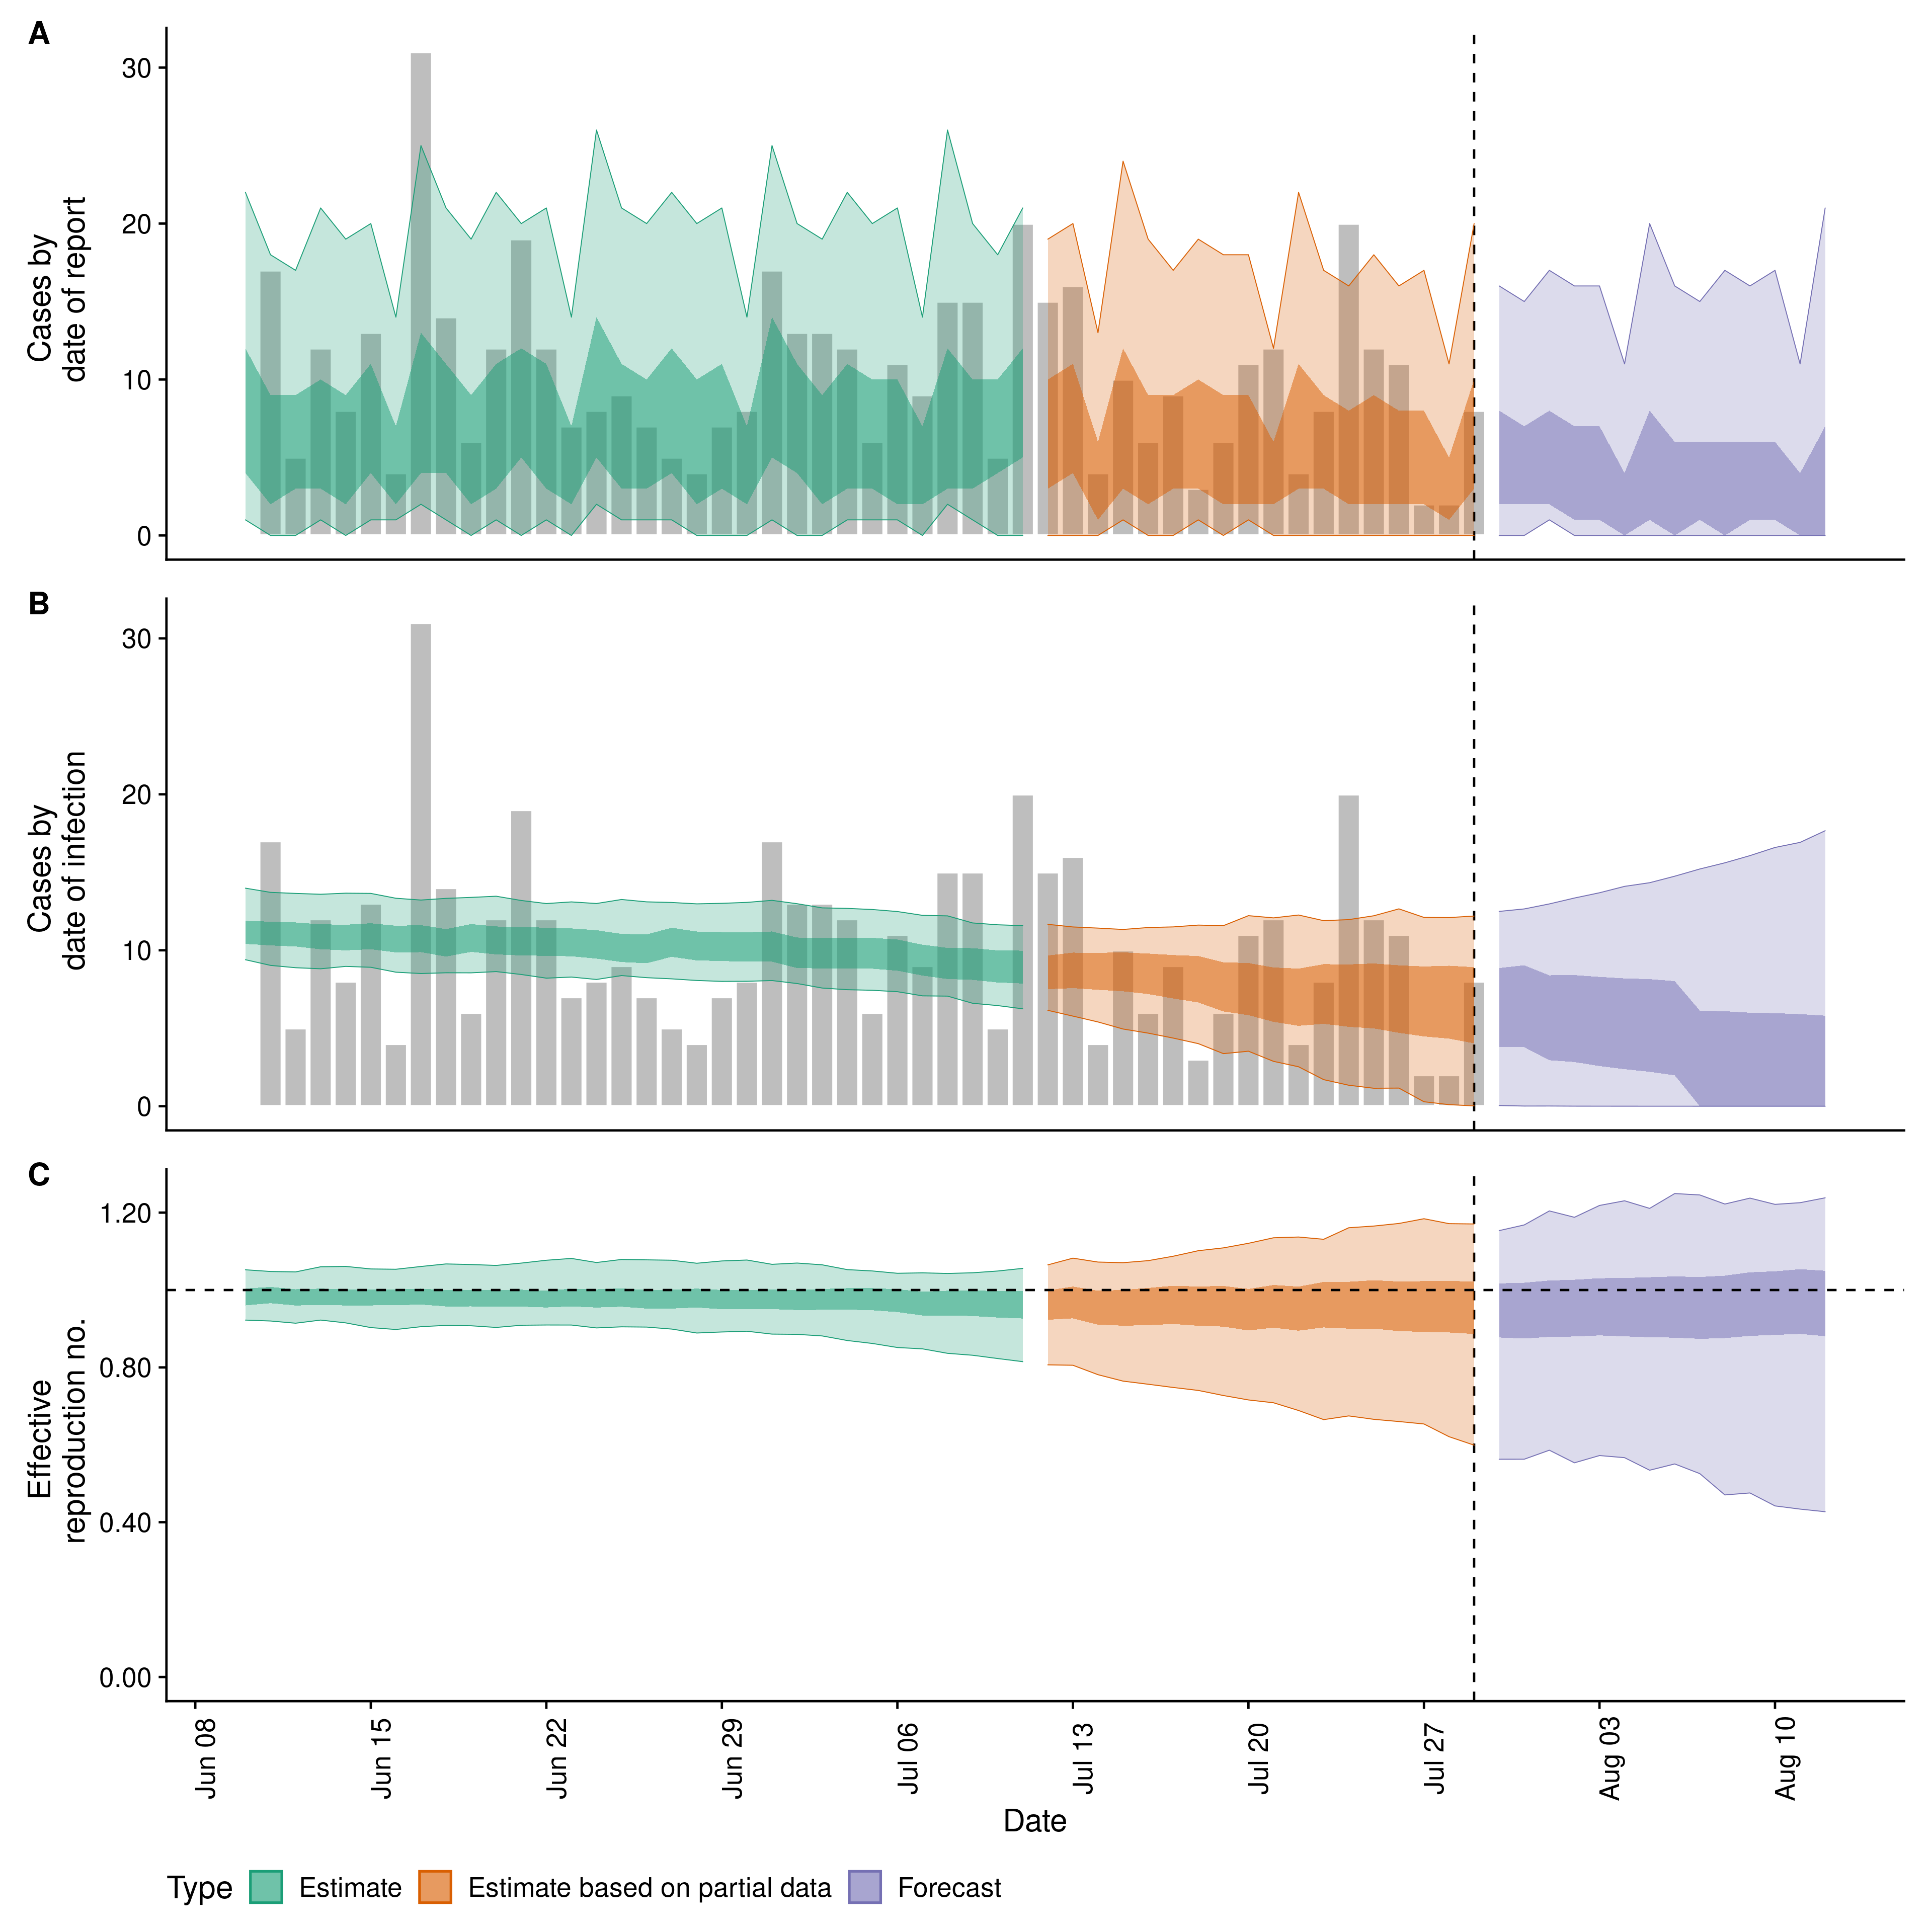 A
Cases by
date of report
30
20
10
0
B
Cases by
date of infection
30
20
10
0
C
Effective
reproduction no.
1.20
0.80
0.40
0.00
Jun 08
Jun 15
Jun 22
Jun 29
Jul 06
Jul 13
Jul 20
Jul 27
Aug 03
Aug 10
Date
Type Estimate Estimate based on partial data Forecast